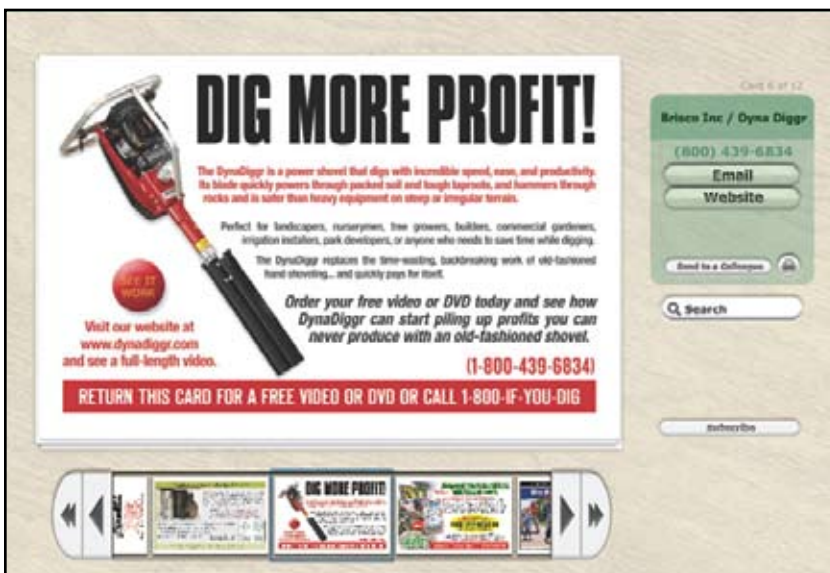 DIG MORE PROFIT!
The DynaDiggr is a power shovel that digs with incredible speed, ease, and productivity.
Its blade quickly powers through packed soil and tough taproots, and hammers through
rocks and is safer than heavy equipment on steep or irregular terrain.
Perfect for landscapers, nurserymen, tree growers, builders, commercial gardeners,
irrigation installers, park developers, or anyone who needs to save time while digging.
The DynaDiggr replaces the time-wasting, backbreaking work of old-fashioned
hand shoveling... and quickly pays for itself.
SEE IT
WORK
Visit our website at
www.dynadiggr.com
and see a full-length video.
Order your free video or DVD today and see how
DynaDiggr can start piling up profits you can
never produce with an old-fashioned shovel.
(1-800-439-6834)
RETURN THIS CARD FOR A FREE VIDEO OR DVD OR CALL 1-800-IF-YOU-DIG
Card 6 of 12
Brisco Inc / Dyna Diggr
(800) 439-6834
Email
Website
Send to a Colleague
Search
Subscribe
DIG MORE PROFIT!